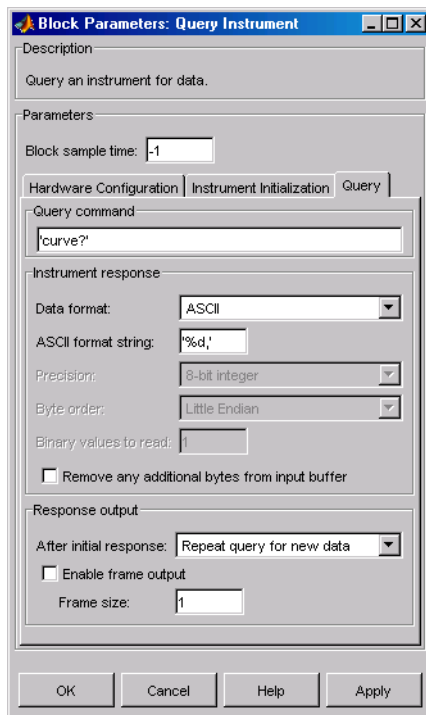 Block Parameters: Query Instrument
Description
Query an instrument for data.
Parameters
Block sample time: -1
Hardware Configuration Instrument Initialization Query
Query command
'curve?'
Instrument response
Data format: ASCII
ASCII format string: '%d,'
Precision: 8-bit integer
Byte order: Little Endian
Binary values to read: 1
Remove any additional bytes from input buffer
Response output
After initial response: Repeat query for new data
Enable frame output
Frame size: 1
OK Cancel Help Apply